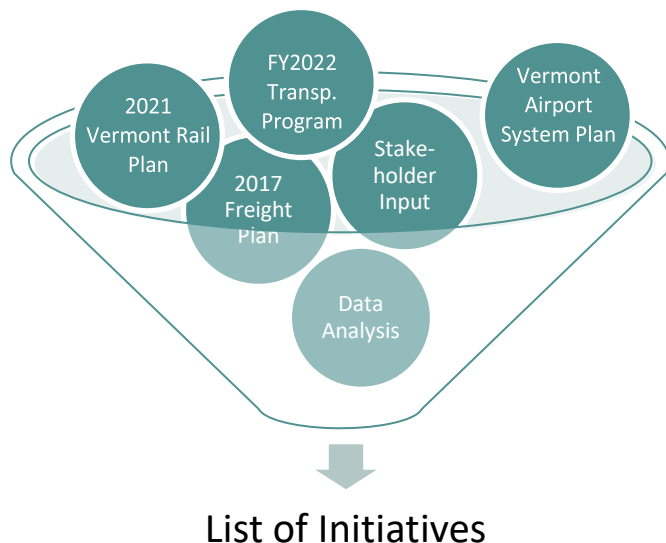 FY2022
Transp.
Program
2021
Vermont Rail
Plan
Vermont
Airport
System Plan
Stake-
holder
Input
2017
Freight
Plan
Data
Analysis
List of Initiatives